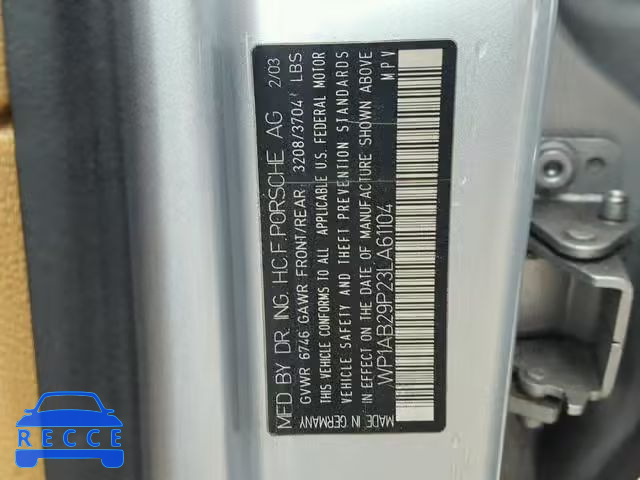 MFD BY DR. ING. H.C.F. PORSCHE AG 2/03
GVWR 6746 GAWR FRONT/REAR 3208/3704 LBS
THIS VEHICLE CONFORMS TO ALL APPLICABLE U.S. FEDERAL MOTOR
VEHICLE SAFETY AND THEFT PREVENTION STANDARDS
IN EFFECT ON THE DATE OF MANUFACTURE SHOWN ABOVE
WP1AB29P23LA61104 MPV
MADE IN GERMANY
RECCE